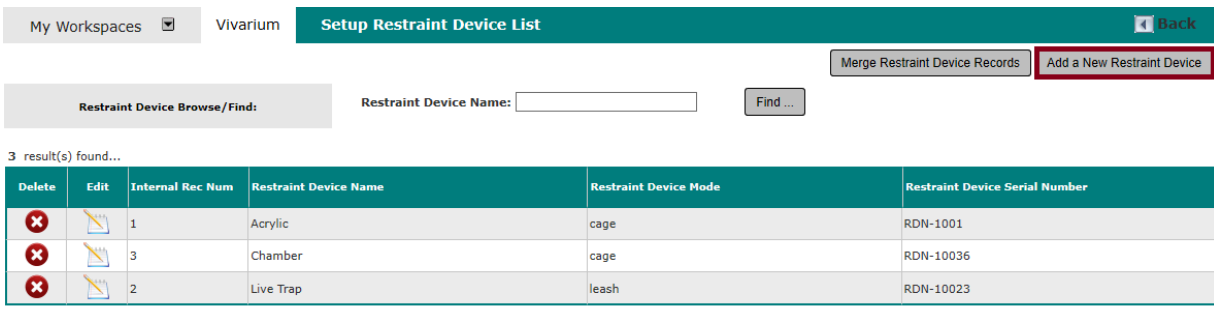 My Workspaces Vivarium Setup Restraint Device List Back
Merge Restraint Device Records Add a New Restraint Device
Restraint Device Browse/Find: Restraint Device Name: Find ...
3 result(s) found...
Delete Edit Internal Rec Num Restraint Device Name Restraint Device Mode Restraint Device Serial Number
1 Acrylic cage RDN-1001
3 Chamber cage RDN-10036
2 Live Trap leash RDN-10023